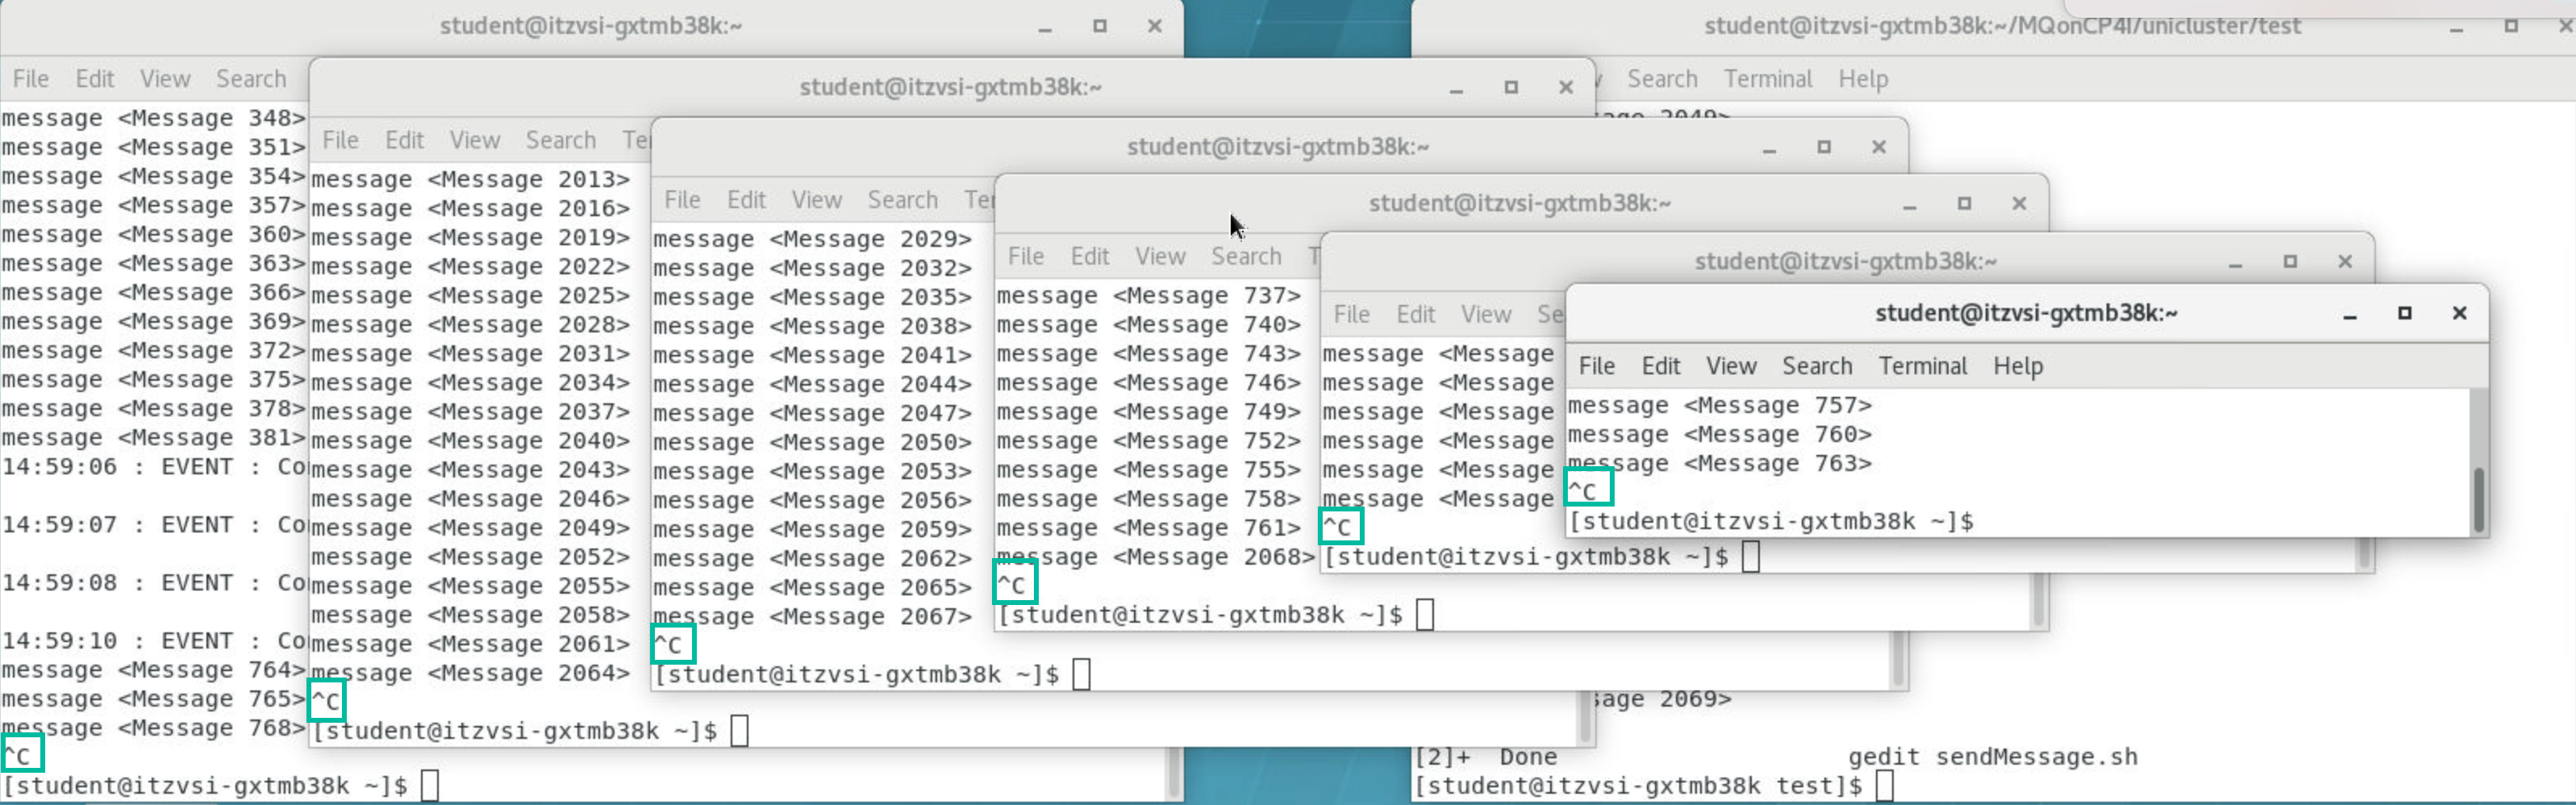 student@itzvsi-gxtmb38k:~
File Edit View Search
message <Message 348>
message <Message 351>
message <Message 354>
message <Message 357>
message <Message 360>
message <Message 363>
message <Message 366>
message <Message 369>
message <Message 372>
message <Message 375>
message <Message 378>
message <Message 381>
14:59:06 : EVENT : Co
14:59:07 : EVENT : Co
14:59:08 : EVENT : Co
14:59:10 : EVENT : Co
message <Message 764>
message <Message 765>
message <Message 768>
^C
[student@itzvsi-gxtmb38k ~]$
student@itzvsi-gxtmb38k:~
File Edit View Search Te
message <Message 2013>
message <Message 2016>
message <Message 2019>
message <Message 2022>
message <Message 2025>
message <Message 2028>
message <Message 2031>
message <Message 2034>
message <Message 2037>
message <Message 2040>
message <Message 2043>
message <Message 2046>
message <Message 2049>
message <Message 2052>
message <Message 2055>
message <Message 2058>
message <Message 2061>
message <Message 2064>
^C
[student@itzvsi-gxtmb38k ~]$
student@itzvsi-gxtmb38k:~
File Edit View Search Te
message <Message 2029>
message <Message 2032>
message <Message 2035>
message <Message 2038>
message <Message 2041>
message <Message 2044>
message <Message 2047>
message <Message 2050>
message <Message 2053>
message <Message 2056>
message <Message 2059>
message <Message 2062>
message <Message 2065>
message <Message 2067>
^C
[student@itzvsi-gxtmb38k ~]$
student@itzvsi-gxtmb38k:~
File Edit View Search T
message <Message 737>
message <Message 740>
message <Message 743>
message <Message 746>
message <Message 749>
message <Message 752>
message <Message 755>
message <Message 758>
message <Message 761>
message <Message 2068>
^C
[student@itzvsi-gxtmb38k ~]$
student@itzvsi-gxtmb38k:~
File Edit View Se
message <Message
message <Message
message <Message
message <Message
message <Message
message <Message
^C
[student@itzvsi-gxtmb38k ~]$
student@itzvsi-gxtmb38k:~
File Edit View Search Terminal Help
message <Message 757>
message <Message 760>
message <Message 763>
^C
[student@itzvsi-gxtmb38k ~]$
student@itzvsi-gxtmb38k:~/MQonCP4I/unicluster/test
Search Terminal Help
sage 2049>
sage 2069>
[2]+ Done gedit sendMessage.sh
[student@itzvsi-gxtmb38k test]$